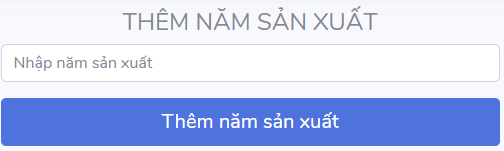 THÊM NĂM SẢN XUẤT
Nhập năm sản xuất
Thêm năm sản xuất